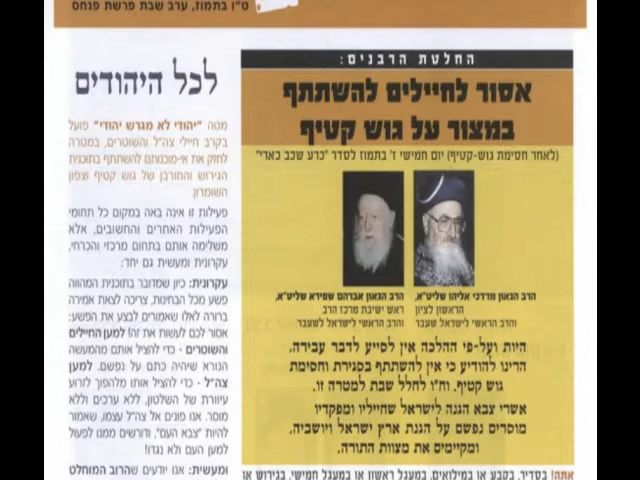 ט"ו בתמוז, ערב שבת פרשת פנחס
החלטת הרבנים:
אסור לחיילים להשתתף
במצור על גוש קטיף
(לאחר חסימת גוש-קטיף) יום חמישי ז' בתמוז לסדר "כרע שכב כארי"
הרב הגאון מרדכי אליהו שליט"א,
הראשון לציון
והרב הראשי לישראל שעבר
הרב הגאון אברהם שפירא שליט"א,
ראש ישיבת מרכז הרב
והרב הראשי לישראל לשעבר
היות ועל-פי ההלכה אין לסייע לדבר עבירה,
הרינו להודיע כי אין להשתתף בסגירת וחסימת
גוש קטיף. וח"ו לחלל שבת למטרה זו.
אשרי צבא הגנה לישראל שחייליו ומפקדיו
מוסרים נפשם על הגנת ארץ ישראל ויושביה,
ומקיימים את מצוות התורה.
לכל היהודים
מטה "יהודי לא מגרש יהודי" פועל
בקרב חיילי צה"ל והשוטרים, במטרה
לחזק את אי-מוכנותם להשתתף בתוכנית
הגירוש והחורבן של גוש קטיף וצפון
השומרון.
פעילות זו אינה באה במקום כל תחומי
הפעילות האחרים והחשובים, אלא
משלימה אותם בתחום מרכזי והכרחי,
עקרונית ומעשית גם יחד:
עקרונית: כיון שמדובר בתוכנית המהווה
פשע מכל הבחינות, צריכה לצאת אמירה
ברורה לאלו שאמורים לבצע את הפשע:
אסור לכם לעשות את זה! למען החיילים
והשוטרים - כדי להציל אותם מהמעשה
הנורא שיהיה כתם על נפשם. למען
צה"ל - כדי להציל אותו מלהפוך לזרוע
עיוורת של השלטון, ללא ערכים וללא
מוסר. אנו פונים אל צה"ל עצמו, שאמור
להיות "צבא העם", ודורשים ממנו לפעול
למען העם ולא נגדו!
ומעשית: אנו יודעים שהרוב המוחלט
אתה! בסדיר, בקבע או במילואים, במעגל ראשון או במעגל חמישי, בגירוש או